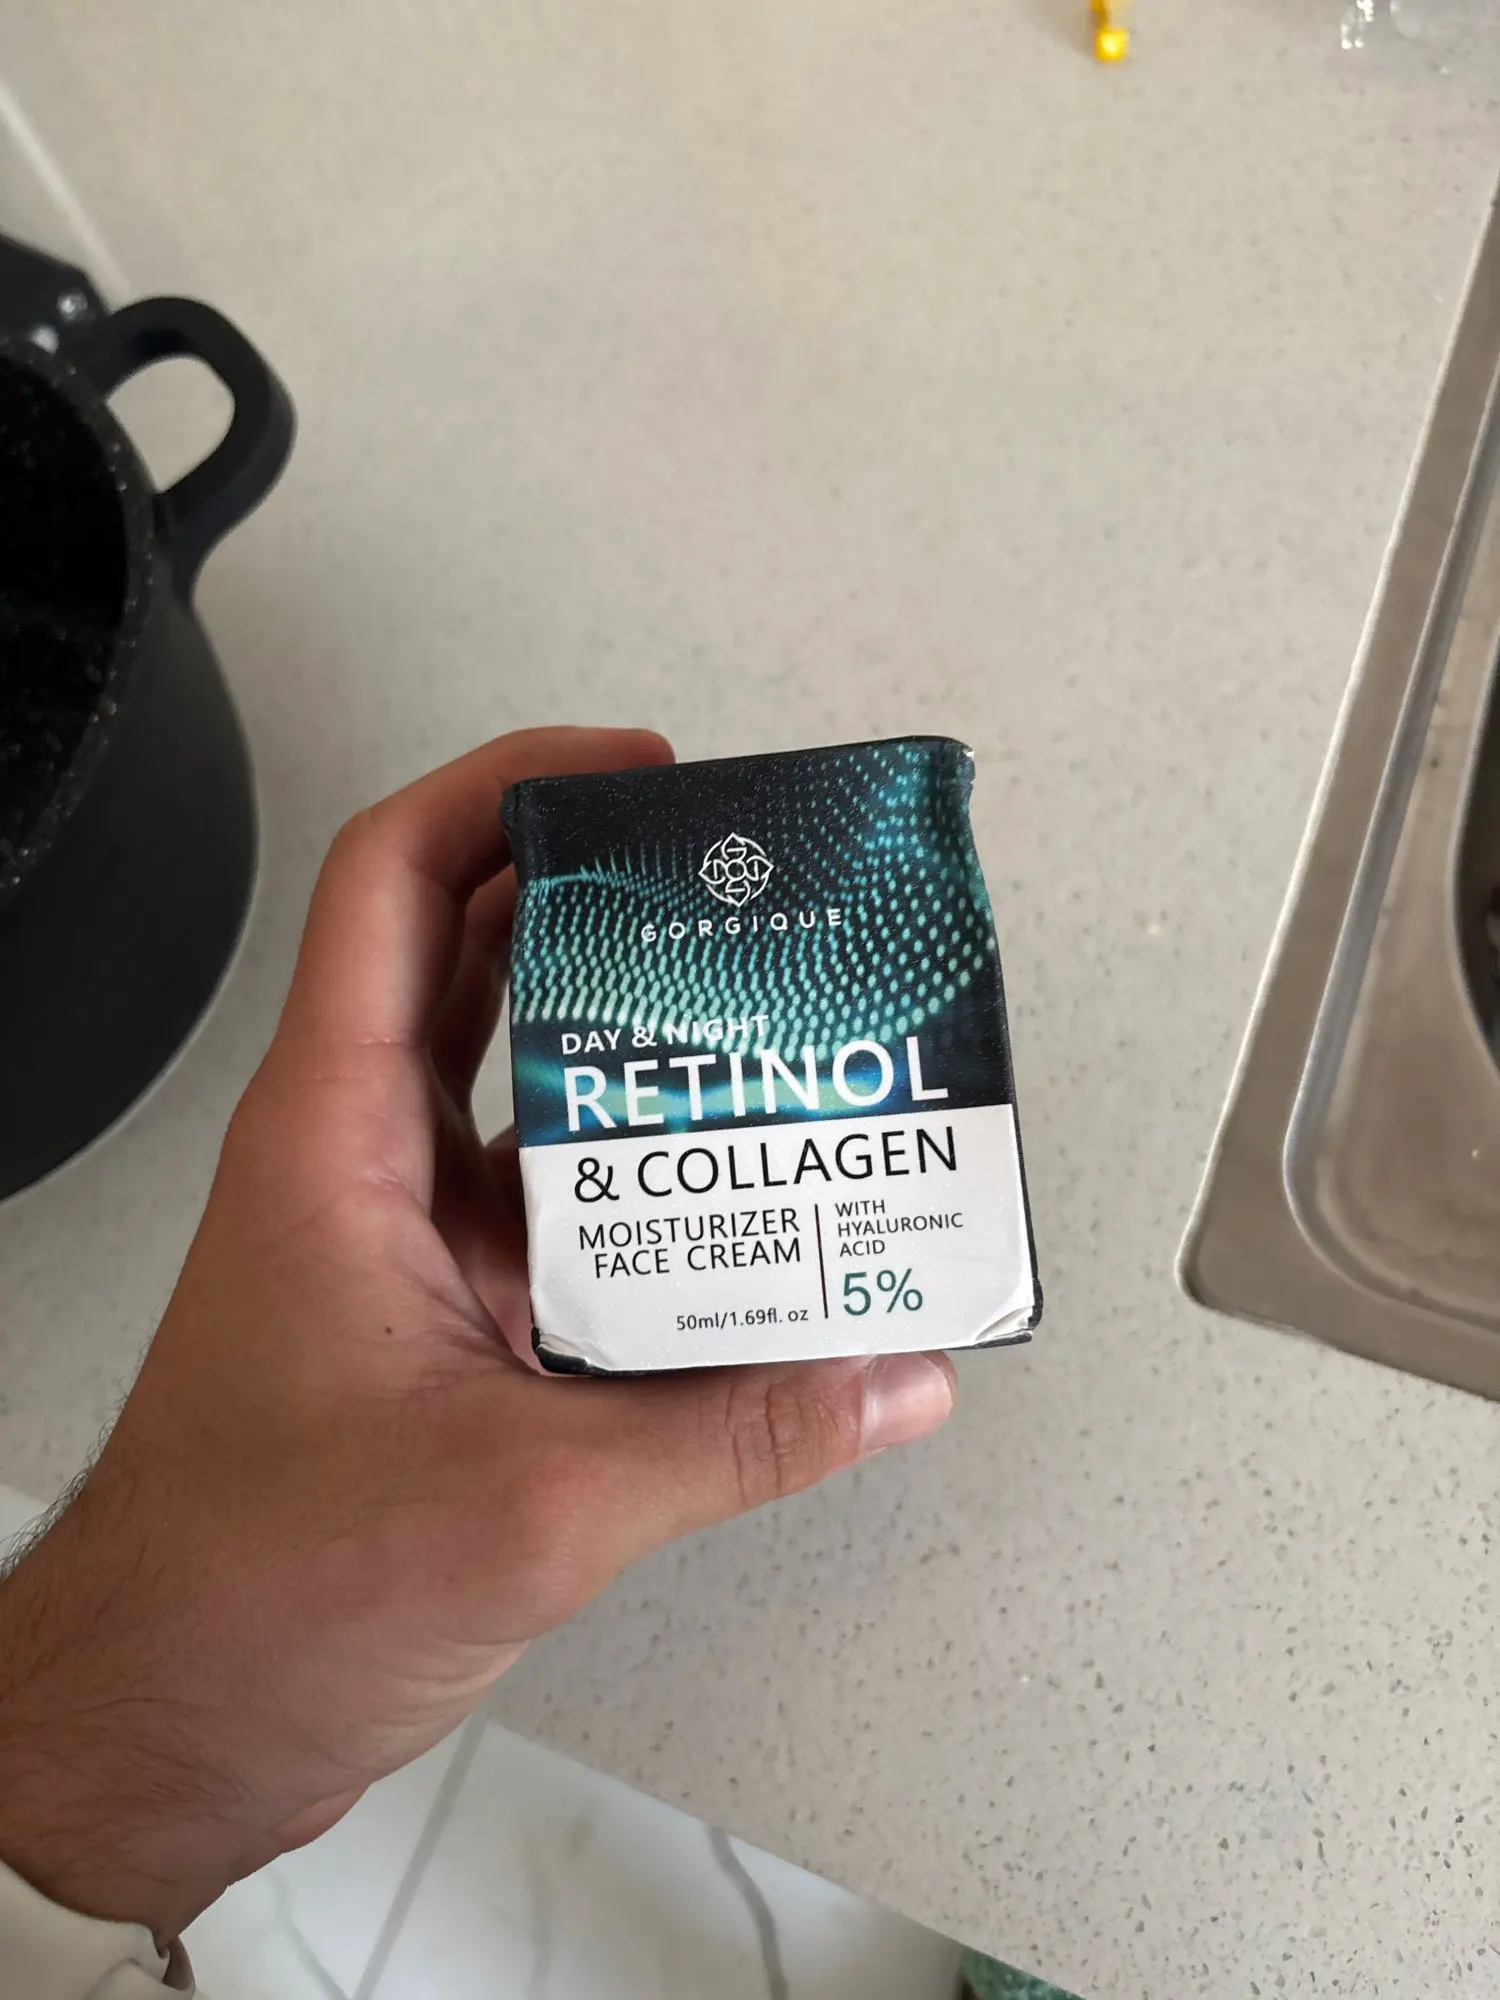 GORGIQUE
DAY & NIGHT
RETINOL
& COLLAGEN
MOISTURIZER
FACE CREAM
50ml/1.69fl. oz
WITH
HYALURONIC
ACID
5%